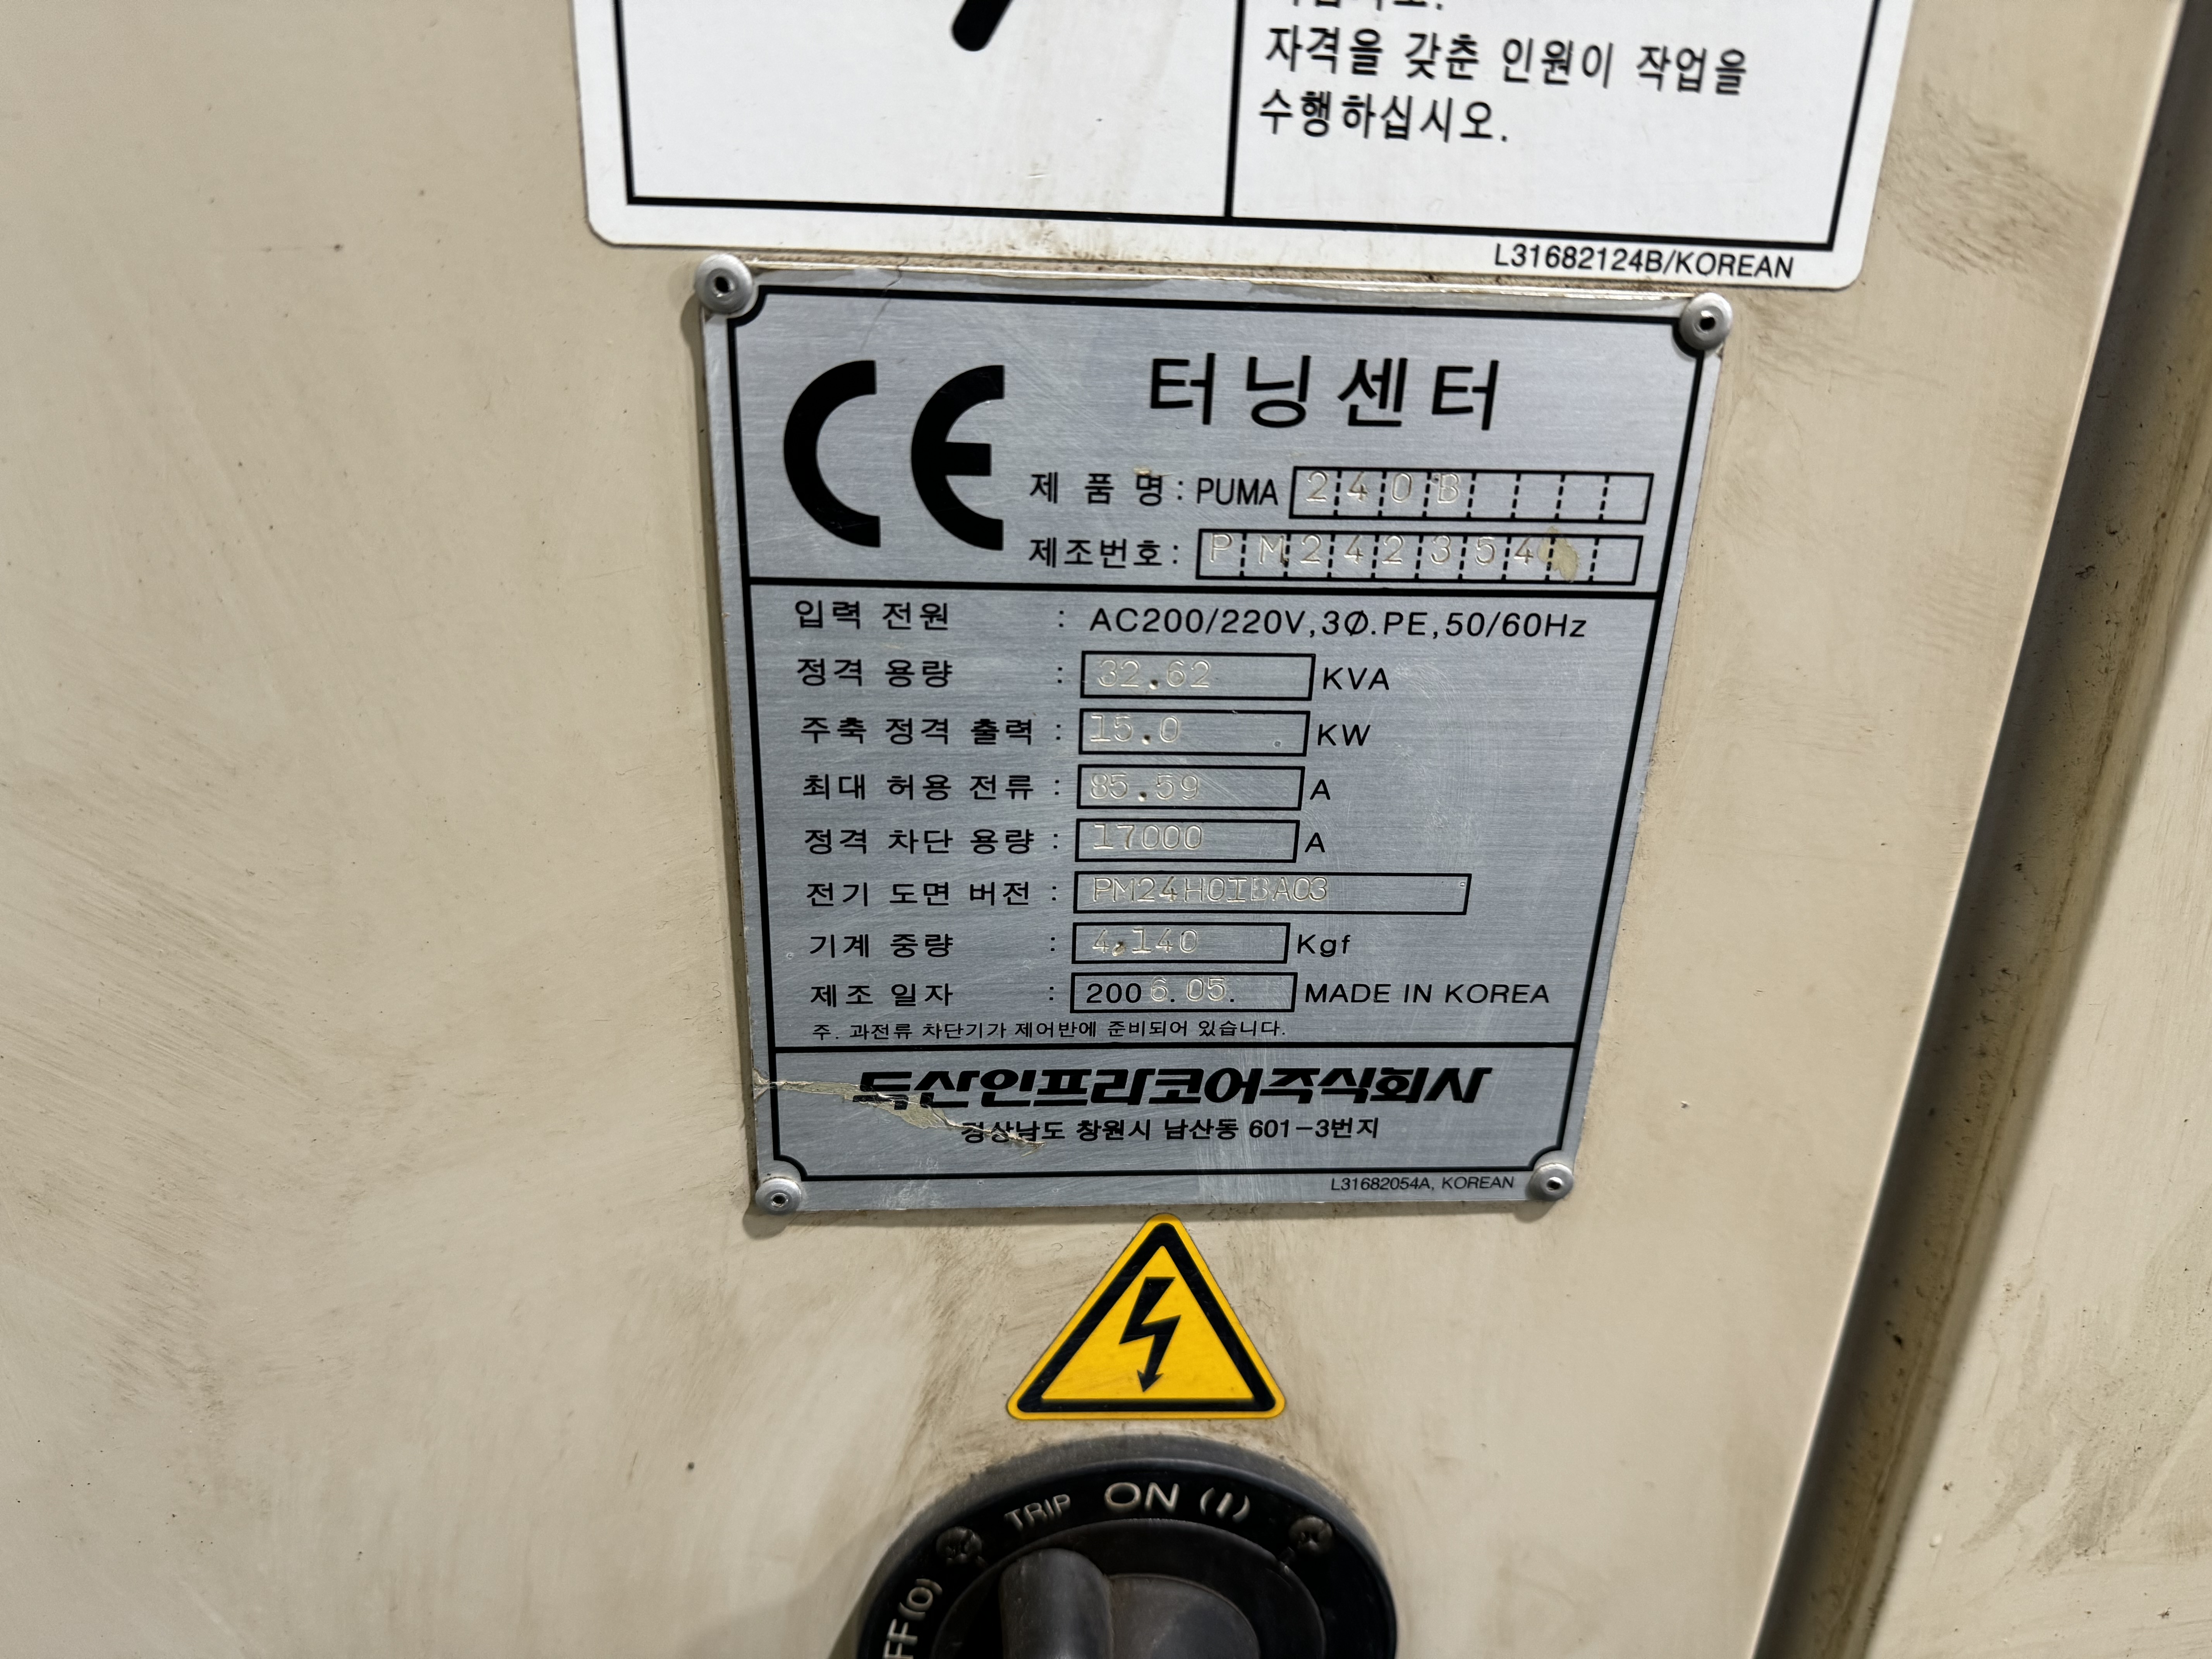 자격을 갖춘 인원이 작업을
수행하십시오.
L31682124B/KOREAN
CE 터닝센터
제 품 명 : PUMA 240B
제조번호 : PM242354
입력 전원 : AC200/220V,3Ø.PE,50/60Hz
정격 용량 : 32.62 KVA
주축 정격 출력 : 15.0 KW
최대 허용 전류 : 85.59 A
정격 차단 용량 : 17000 A
전기 도면 버전 : PM24H0IBA03
기계 중량 : 4,140 Kgf
제조 일자 : 2006.05. MADE IN KOREA
주. 과전류 차단기가 제어반에 준비되어 있습니다.
두산인프라코어주식회사
경상남도 창원시 남산동 601-3번지
L31682054A, KOREAN
TRIP ON (I)